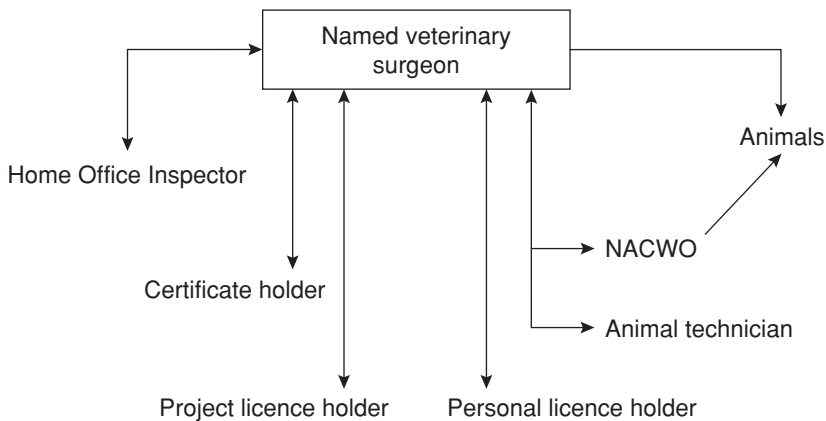 Named veterinary
surgeon
Animals
Home Office Inspector
NACWO
Certificate holder
Animal technician
Project licence holder
Personal licence holder